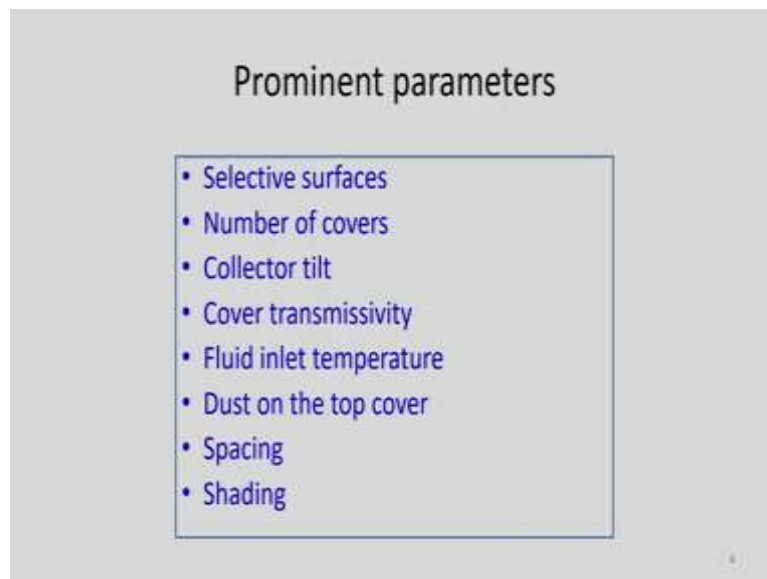 Prominent parameters
• Selective surfaces
• Number of covers
• Collector tilt
• Cover transmissivity
• Fluid inlet temperature
• Dust on the top cover
• Spacing
• Shading
4